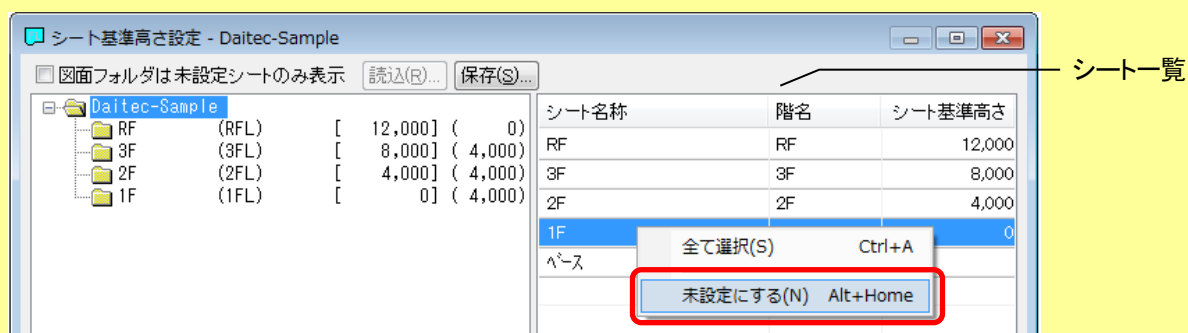 シート基準高さ設定 - Daitec-Sample
図面フォルダは未設定シートのみ表示 読込(R)... 保存(S)...
シート一覧
Daitec-Sample
RF (RFL) [ 12,000] ( 0)
3F (3FL) [ 8,000] ( 4,000)
2F (2FL) [ 4,000] ( 4,000)
1F (1FL) [ 0] ( 4,000)
シート名称 階名 シート基準高さ
RF RF 12,000
3F 3F 8,000
2F 2F 4,000
1F 0
ベース
全て選択(S) Ctrl+A
未設定にする(N) Alt+Home